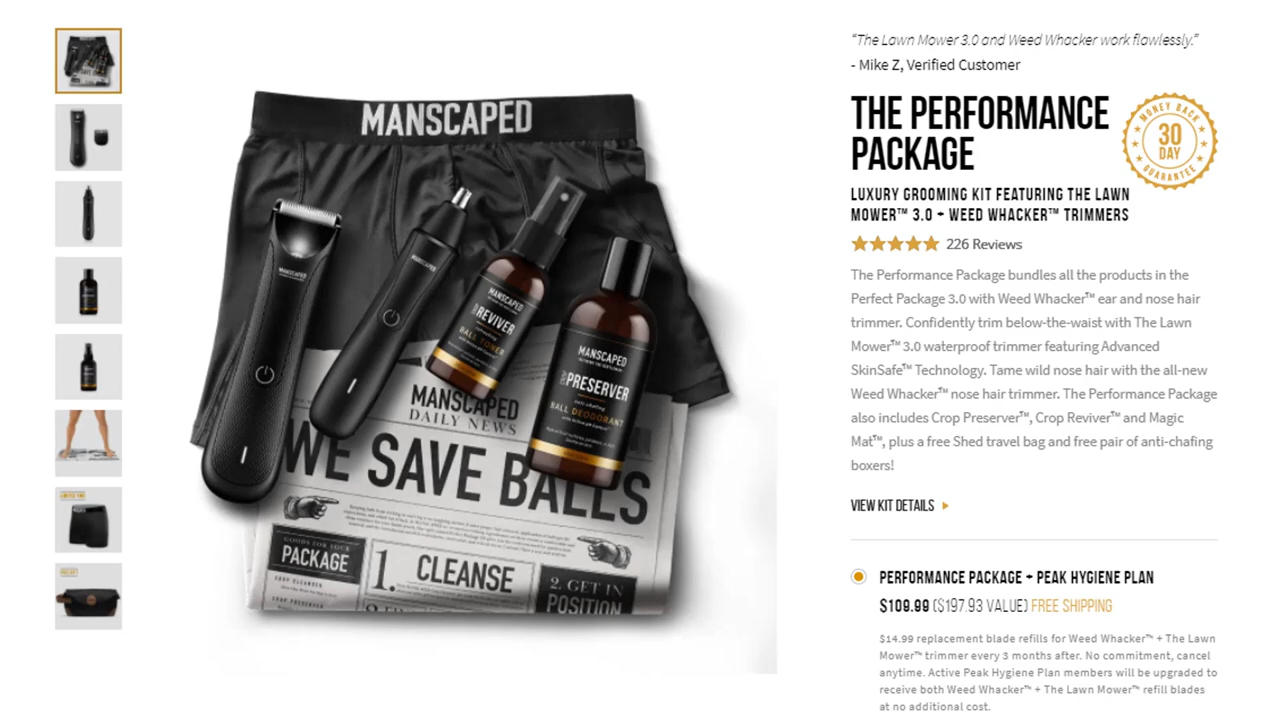 “The Lawn Mower 3.0 and Weed Whacker work flawlessly.”
- Mike Z, Verified Customer
THE PERFORMANCE
PACKAGE
MONEY BACK
30
DAY
GUARANTEE
LUXURY GROOMING KIT FEATURING THE LAWN
MOWER™ 3.0 + WEED WHACKER™ TRIMMERS
226 Reviews
The Performance Package bundles all the products in the
Perfect Package 3.0 with Weed Whacker™ ear and nose hair
trimmer. Confidently trim below-the-waist with The Lawn
Mower™ 3.0 waterproof trimmer featuring Advanced
SkinSafe™ Technology. Tame wild nose hair with the all-new
Weed Whacker™ nose hair trimmer. The Performance Package
also includes Crop Preserver™, Crop Reviver™ and Magic
Mat™, plus a free Shed travel bag and free pair of anti-chafing
boxers!
VIEW KIT DETAILS
PERFORMANCE PACKAGE + PEAK HYGIENE PLAN
$109.99 ($197.93 VALUE) FREE SHIPPING
$14.99 replacement blade refills for Weed Whacker™ + The Lawn
Mower™ trimmer every 3 months after. No commitment, cancel
anytime. Active Peak Hygiene Plan members will be upgraded to
receive both Weed Whacker™ + The Lawn Mower™ refill blades
at no additional cost.
MANSCAPED
MANSCAPED
MANSCAPED
MANSCAPED
REVIVER
BALL TONER
MANSCAPED
PRESERVER
BALL DEODORANT
MANSCAPED
DAILY NEWS
WE SAVE BALLS
GOODS FOR YOUR
PACKAGE
CROP CLEANSER
CROP PRESERVER
1. CLEANSE
2. GET IN
POSITION